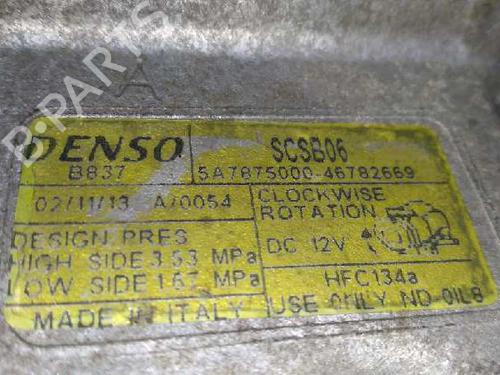 A
DENSO SCSB06
B837 5A7875000-46782669
02/11/13 A/0054 CLOCKWISE
ROTATION
DESIGN PRES DC 12V
HIGH SIDE 3.53 MPa
LOW SIDE 1.67 MPa HFC134a
MADE IN ITALY USE ONLY ND-OIL8
B-PARTS